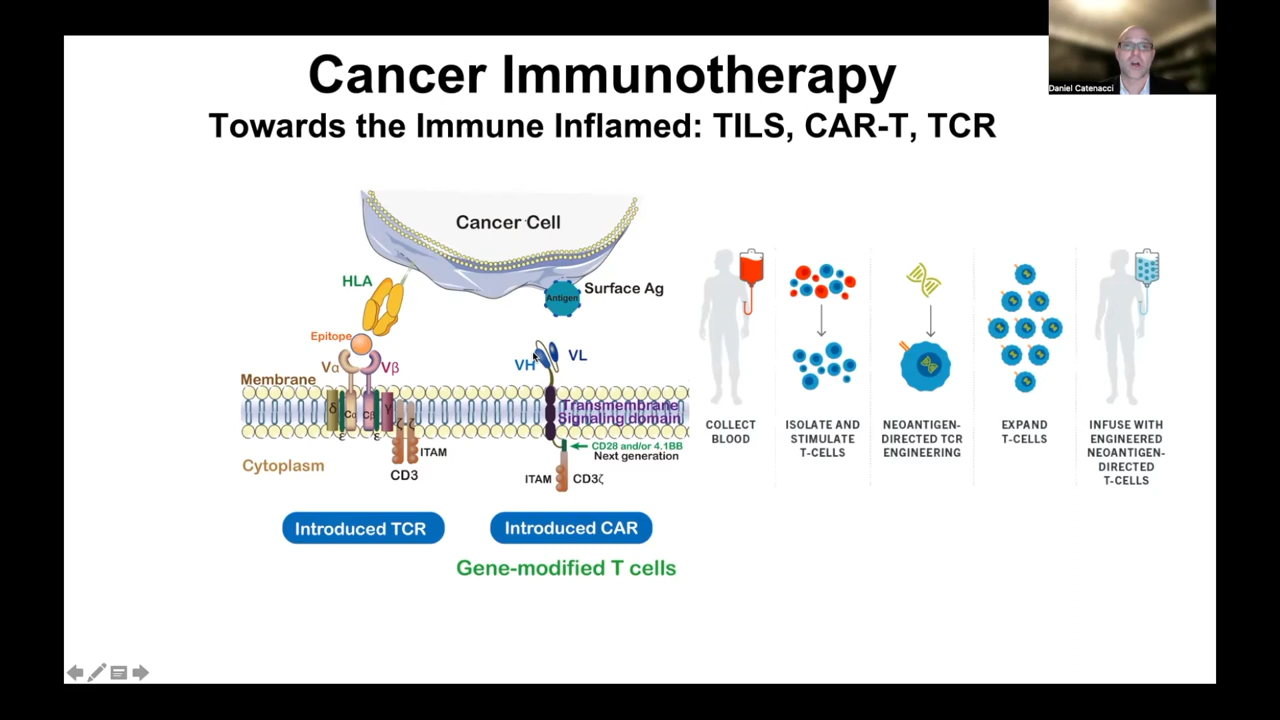 Cancer Immunotherapy
Towards the Immune Inflamed: TILS, CAR-T, TCR
Daniel Catenacci
Cancer Cell
HLA
Surface Ag
Antigen
Epitope
Vα
Vβ
VH
VL
Membrane
δ
Cα
Cβ
γ
ζ
ζ
ε
ε
Transmembrane
Signaling domain
CD28 and/or 4.1BB
Next generation
ITAM
CD3
Cytoplasm
ITAM
CD3ζ
Introduced TCR
Introduced CAR
Gene-modified T cells
COLLECT
BLOOD
ISOLATE AND
STIMULATE
T-CELLS
NEOANTIGEN-
DIRECTED TCR
ENGINEERING
EXPAND
T-CELLS
INFUSE WITH
ENGINEERED
NEOANTIGEN-
DIRECTED
T-CELLS